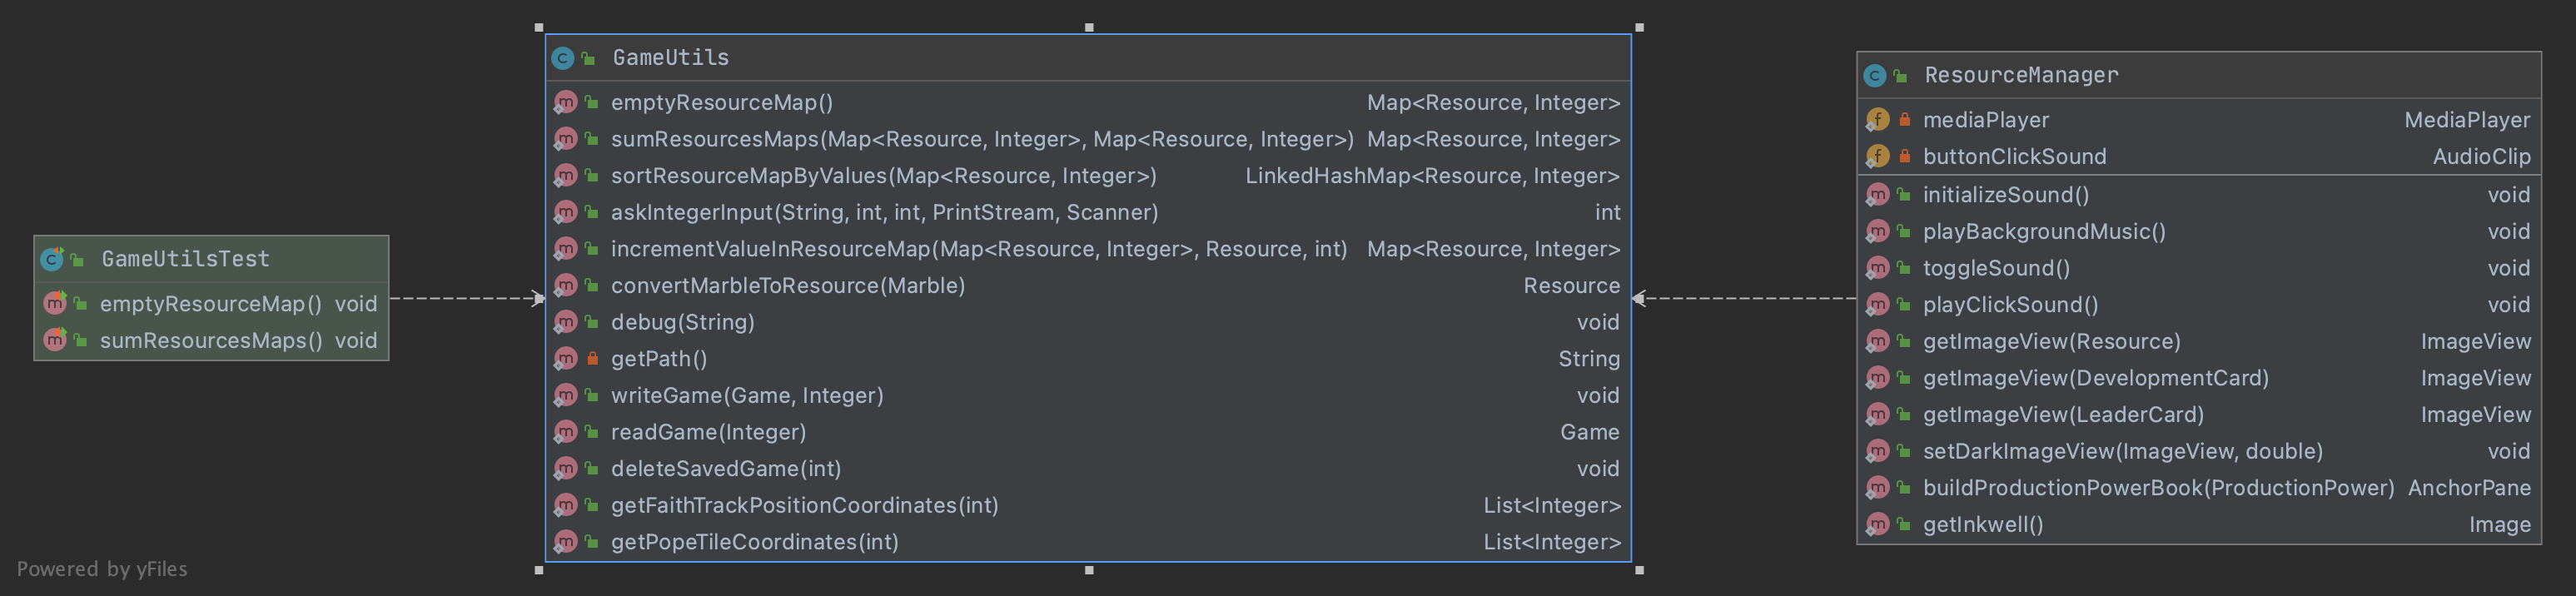 GameUtilsTest
emptyResourceMap() void
sumResourcesMaps() void
GameUtils
emptyResourceMap() Map<Resource, Integer>
sumResourcesMaps(Map<Resource, Integer>, Map<Resource, Integer>) Map<Resource, Integer>
sortResourceMapByValues(Map<Resource, Integer>) LinkedHashMap<Resource, Integer>
askIntegerInput(String, int, int, PrintStream, Scanner) int
incrementValueInResourceMap(Map<Resource, Integer>, Resource, int) Map<Resource, Integer>
convertMarbleToResource(Marble) Resource
debug(String) void
getPath() String
writeGame(Game, Integer) void
readGame(Integer) Game
deleteSavedGame(int) void
getFaithTrackPositionCoordinates(int) List<Integer>
getPopeTileCoordinates(int) List<Integer>
ResourceManager
mediaPlayer MediaPlayer
buttonClickSound AudioClip
initializeSound() void
playBackgroundMusic() void
toggleSound() void
playClickSound() void
getImageView(Resource) ImageView
getImageView(DevelopmentCard) ImageView
getImageView(LeaderCard) ImageView
setDarkImageView(ImageView, double) void
buildProductionPowerBook(ProductionPower) AnchorPane
getInkwell() Image
Powered by yFiles